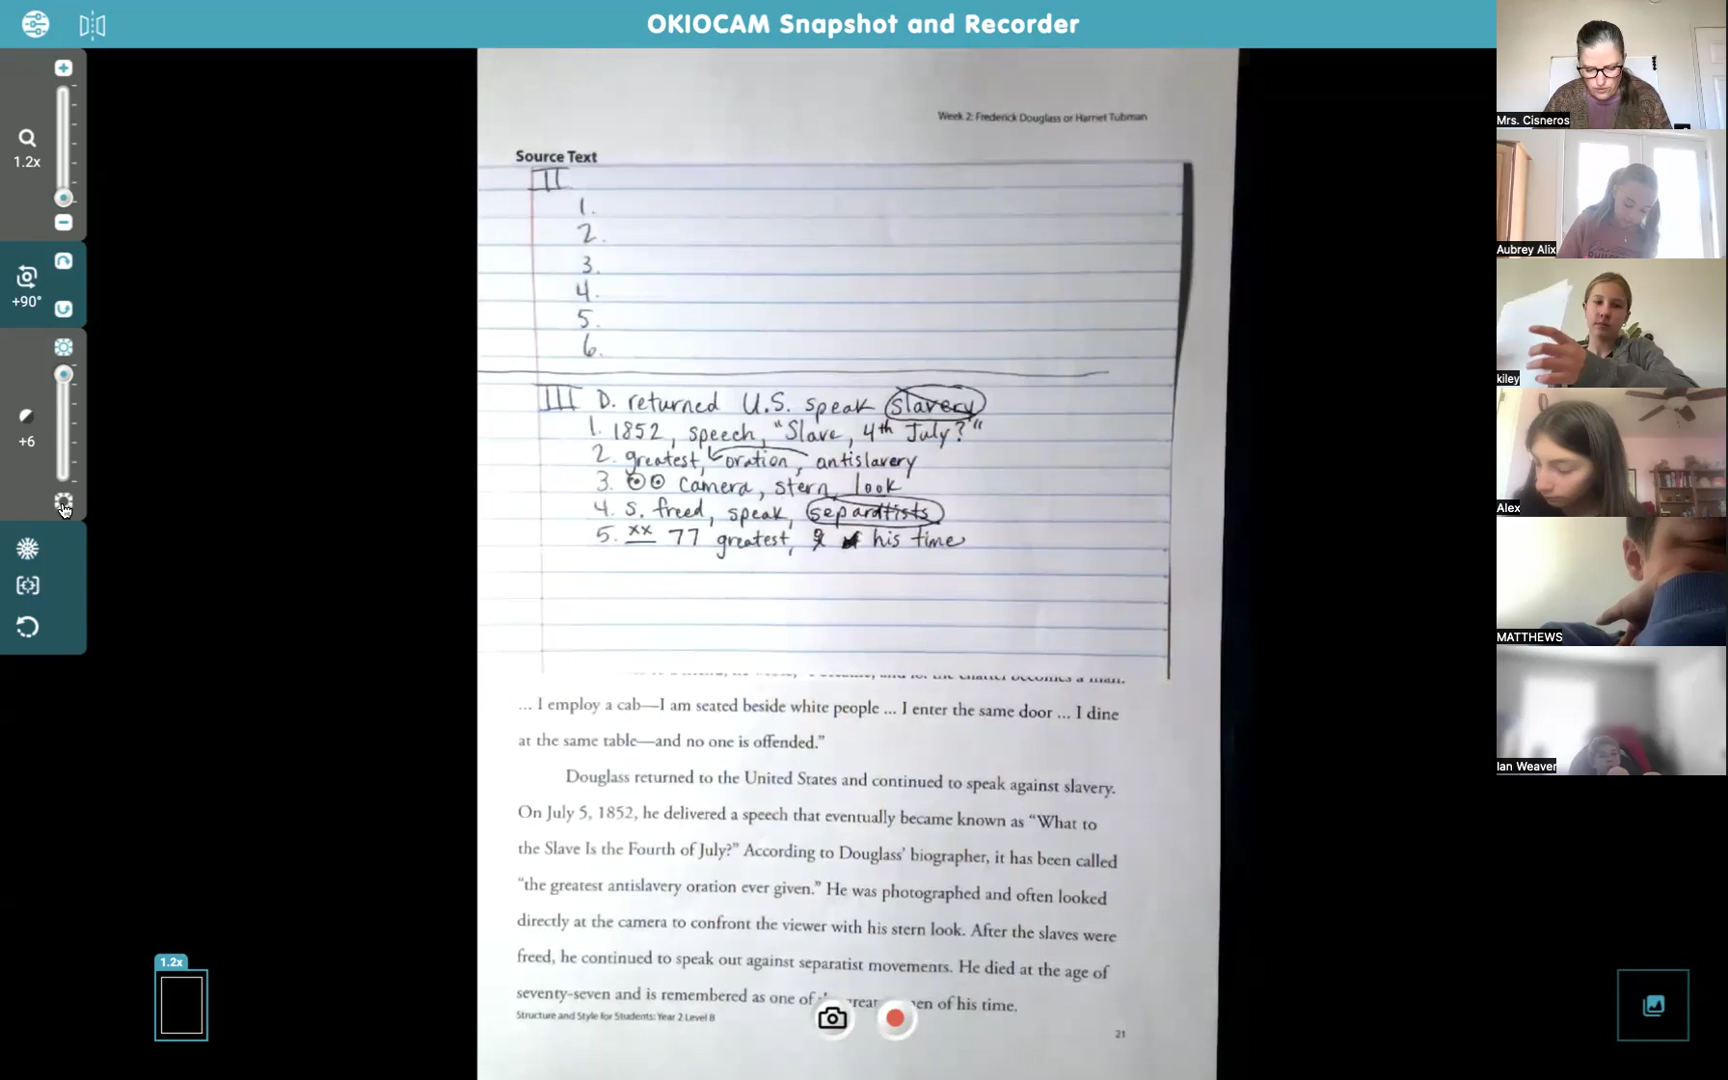 OKIOCAM Snapshot and Recorder
1.2x
+90°
+6
1.2x
Week 2: Frederick Douglass or Harriet Tubman
Source Text
II
1.
2.
3.
4.
5.
6.
III D. returned U.S. speak slavery
1. 1852, speech, "Slave, 4th July?"
2. greatest, oration, antislavery
3. camera, stern look
4. S. freed, speak, separatists
5. xx 77 greatest, his time
chattel becomes a man.
... I employ a cab—I am seated beside white people ... I enter the same door ... I dine
at the same table—and no one is offended.”
Douglass returned to the United States and continued to speak against slavery.
On July 5, 1852, he delivered a speech that eventually became known as “What to
the Slave Is the Fourth of July?” According to Douglass’ biographer, it has been called
“the greatest antislavery oration ever given.” He was photographed and often looked
directly at the camera to confront the viewer with his stern look. After the slaves were
freed, he continued to speak out against separatist movements. He died at the age of
seventy-seven and is remembered as one of men of his time.
Structure and Style for Students: Year 2 Level B
21
Mrs. Cisneros
Aubrey Alix
kiley
Alex
MATTHEWS
Ian Weaver